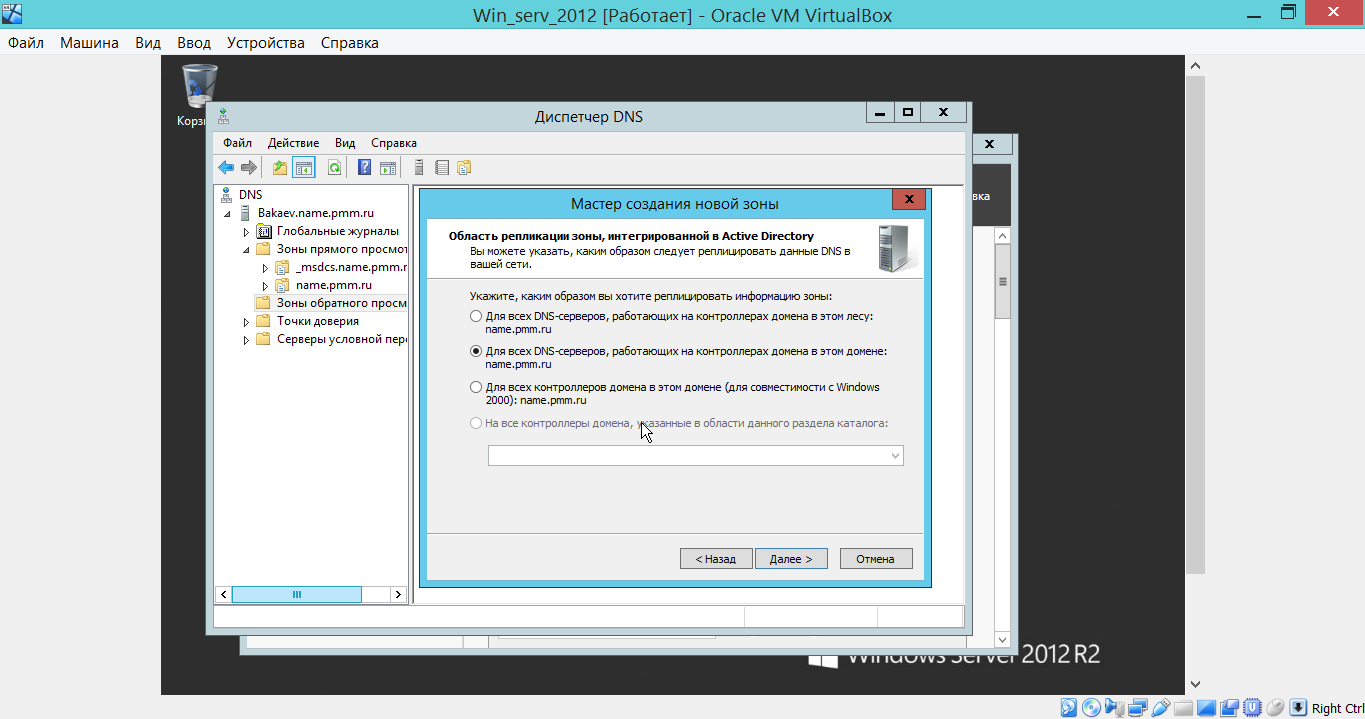 Win_serv_2012 [Работает] - Oracle VM VirtualBox
Файл Машина Вид Ввод Устройства Справка
Диспетчер DNS
Файл Действие Вид Справка
DNS
Bakaev.name.pmm.ru
Глобальные журналы
Зоны прямого просмот
_msdcs.name.pmm.r
name.pmm.ru
Зоны обратного просм
Точки доверия
Серверы условной пер
Мастер создания новой зоны
Область репликации зоны, интегрированной в Active Directory
Вы можете указать, каким образом следует реплицировать данные DNS в
вашей сети.
Укажите, каким образом вы хотите реплицировать информацию зоны:
Для всех DNS-серверов, работающих на контроллерах домена в этом лесу:
name.pmm.ru
Для всех DNS-серверов, работающих на контроллерах домена в этом домене:
name.pmm.ru
Для всех контроллеров домена в этом домене (для совместимости с Windows
2000): name.pmm.ru
На все контроллеры домена, указанные в области данного раздела каталога:
< Назад Далее > Отмена
вка
Windows Server 2012 R2
Right Ctrl